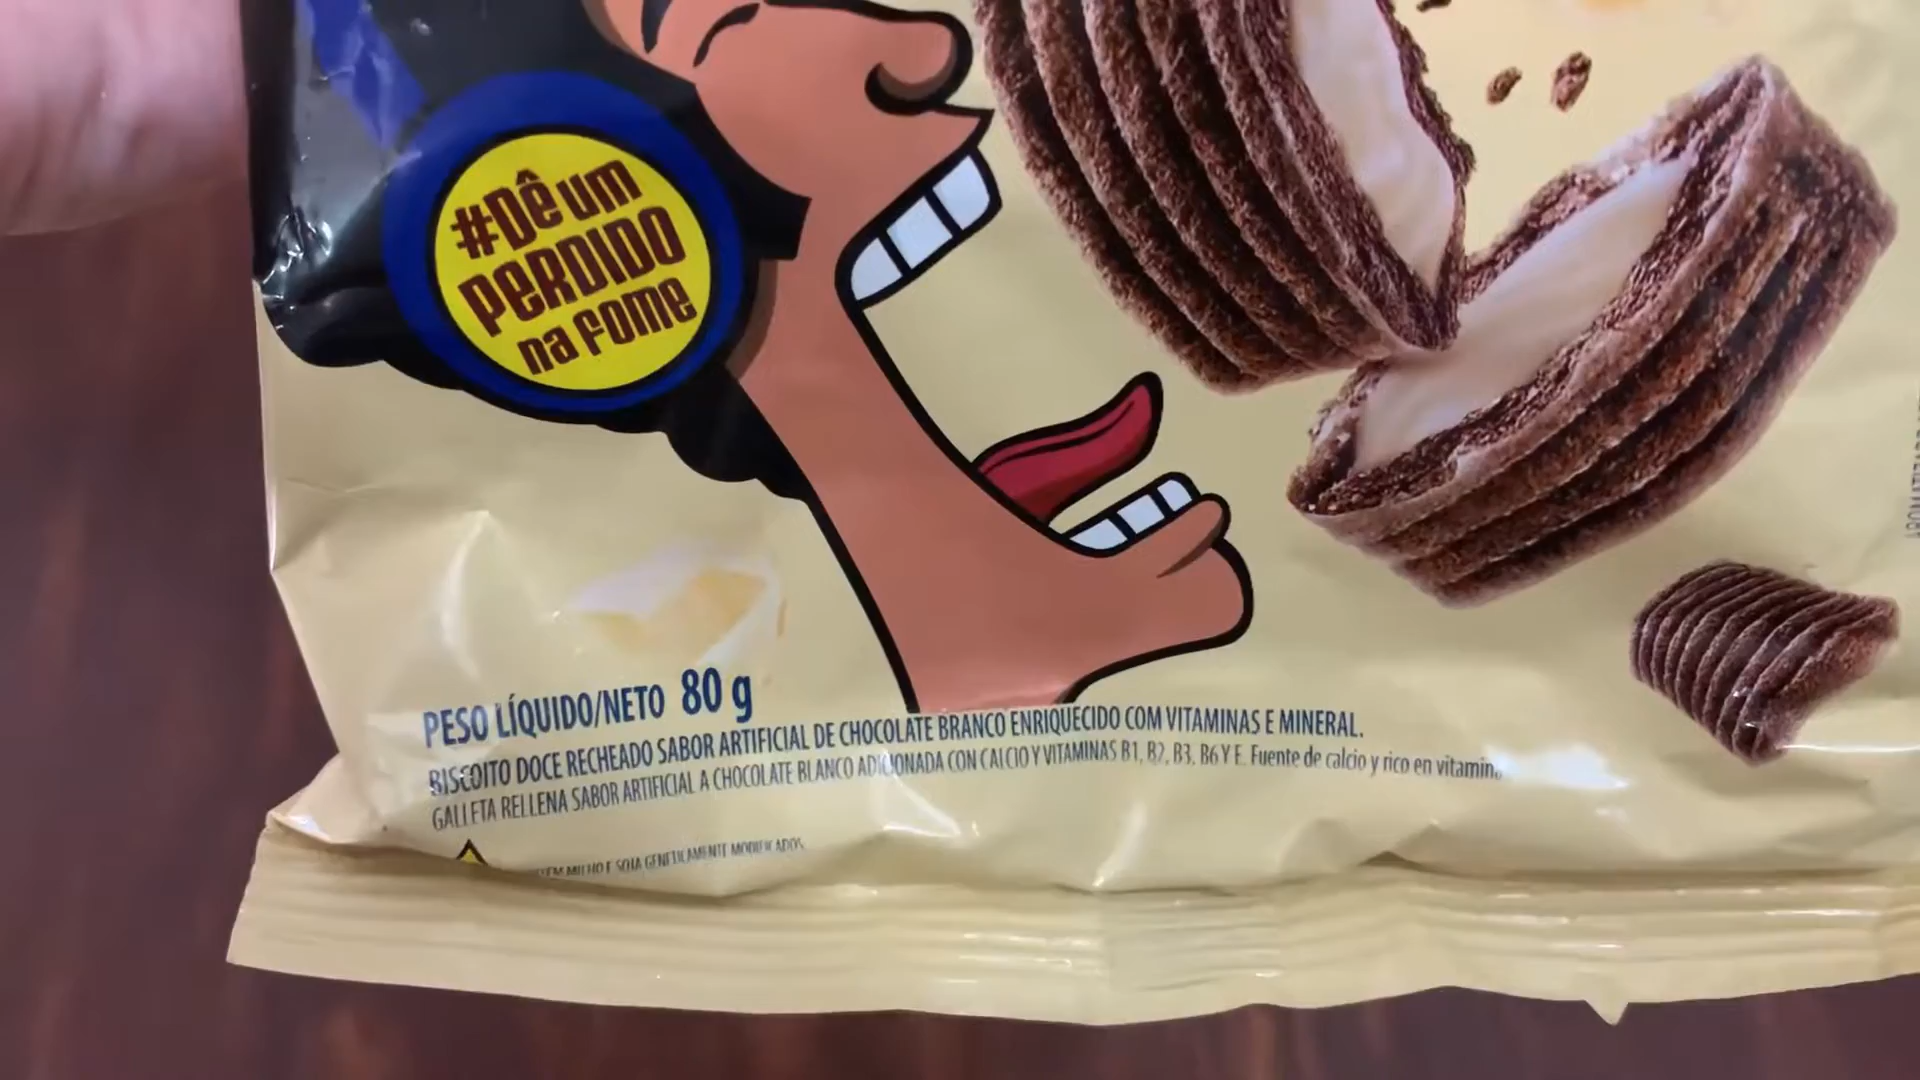 #Dê um
PERDIDO
na fome
PESO LÍQUIDO/NETO 80 g
BISCOITO DOCE RECHEADO SABOR ARTIFICIAL DE CHOCOLATE BRANCO ENRIQUECIDO COM VITAMINAS E MINERAL.
GALLETA RELLENA SABOR ARTIFICIAL A CHOCOLATE BLANCO ADICIONADA CON CALCIO Y VITAMINAS B1, B2, B3, B6 Y E. Fuente de calcio y rico en
MILHO E SOJA GENETICAMENTE MODIFICADOS